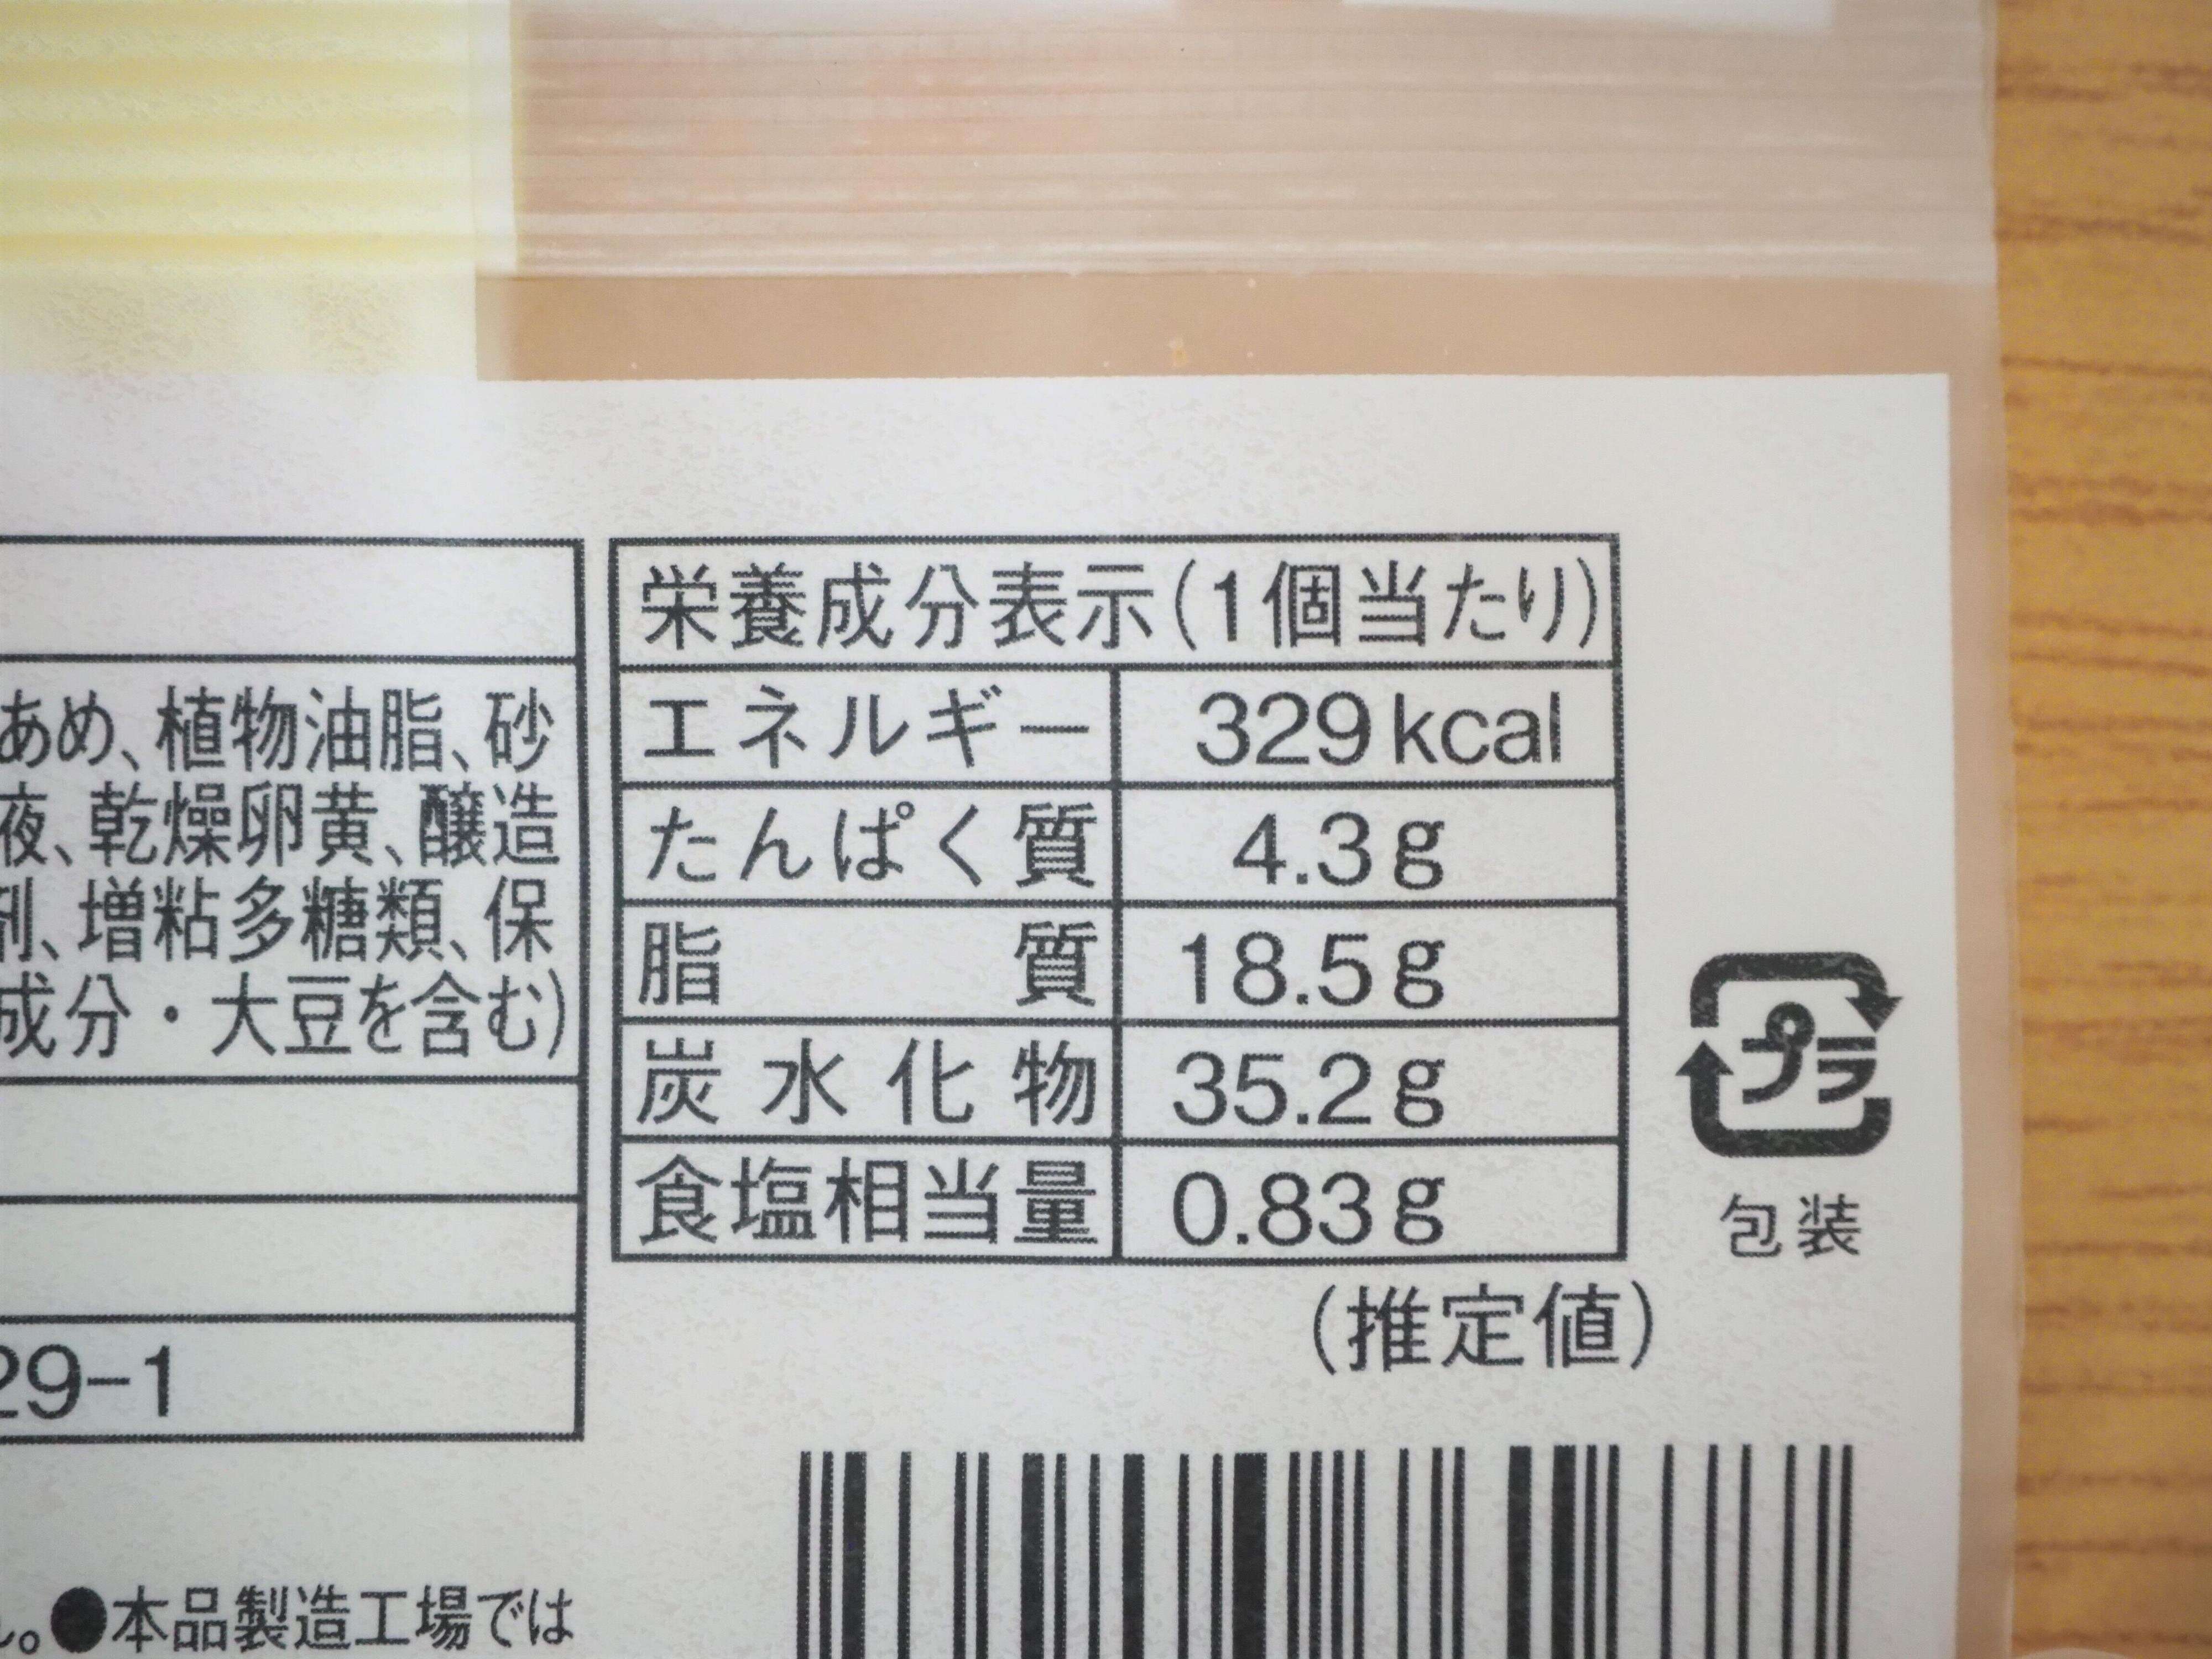 栄養成分表示(1個当たり)
エネルギー 329kcal
たんぱく質 4.3g
脂質 18.5g
炭水化物 35.2g
食塩相当量 0.83g
(推定値)
プラ
包装
あめ、植物油脂、砂
液、乾燥卵黄、醸造
剤、増粘多糖類、保
成分・大豆を含む)
29-1
ん。●本品製造工場では